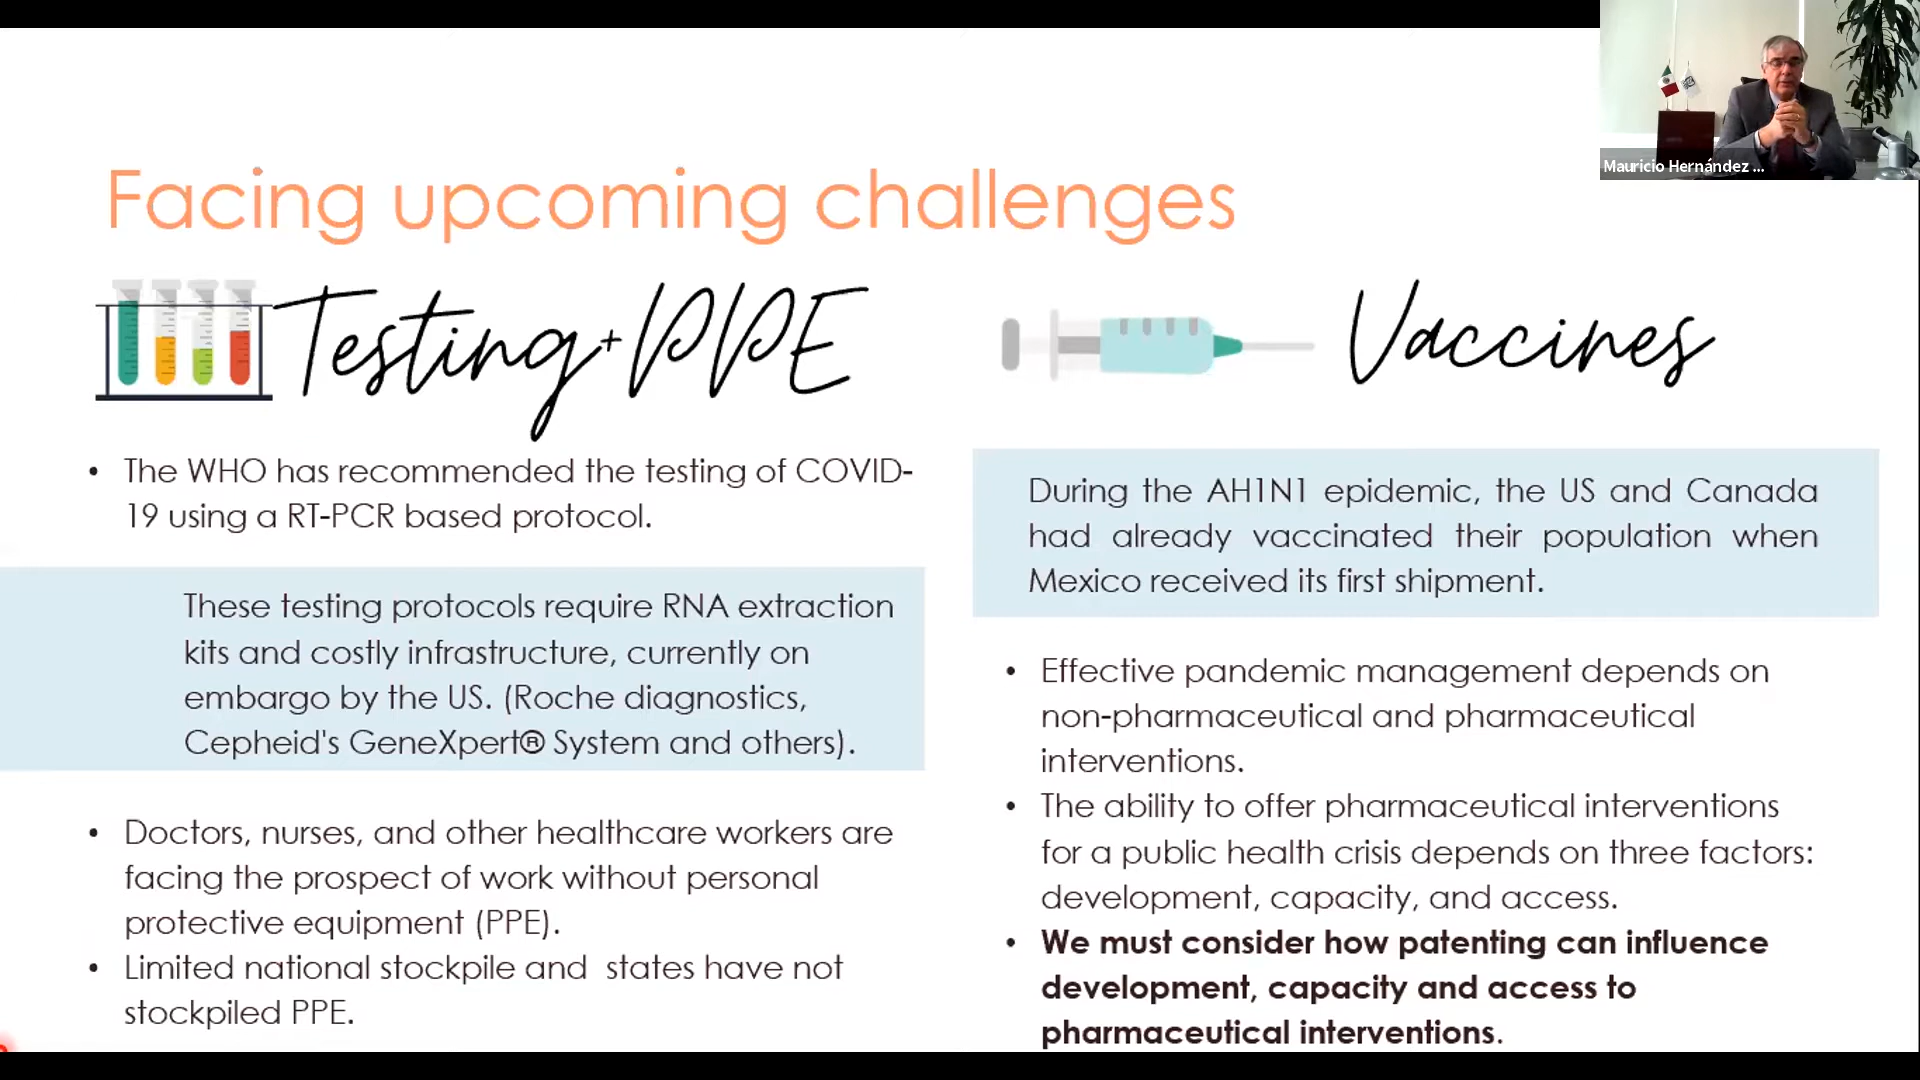 Mauricio Hernández ...
Facing upcoming challenges
Testing+PPE
• The WHO has recommended the testing of COVID-
19 using a RT-PCR based protocol.
These testing protocols require RNA extraction
kits and costly infrastructure, currently on
embargo by the US. (Roche diagnostics,
Cepheid's GeneXpert® System and others).
• Doctors, nurses, and other healthcare workers are
facing the prospect of work without personal
protective equipment (PPE).
• Limited national stockpile and  states have not
stockpiled PPE.
Vaccines
During the AH1N1 epidemic, the US and Canada
had already vaccinated their population when
Mexico received its first shipment.
• Effective pandemic management depends on
non-pharmaceutical and pharmaceutical
interventions.
• The ability to offer pharmaceutical interventions
for a public health crisis depends on three factors:
development, capacity, and access.
• We must consider how patenting can influence
development, capacity and access to
pharmaceutical interventions.